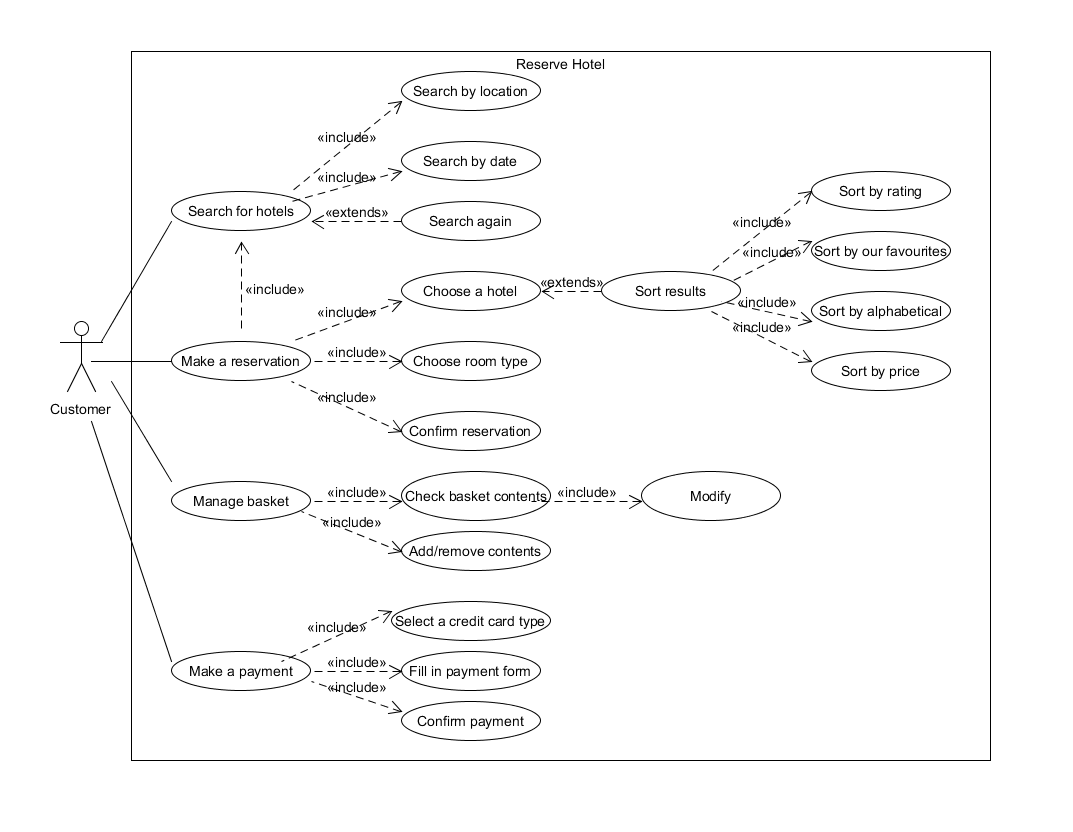 Reserve Hotel
Search by location
«include»
Search by date
«include»
Search for hotels
«extends»
Search again
Sort by rating
«include»
Sort by our favourites
«include»
«include»
Choose a hotel
«extends»
Sort results
«include»
Sort by alphabetical
«include»
«include»
Make a reservation
«include»
Choose room type
Sort by price
«include»
Customer
Confirm reservation
Manage basket
«include»
Check basket contents
«include»
Modify
«include»
Add/remove contents
«include»
Select a credit card type
Make a payment
«include»
Fill in payment form
«include»
Confirm payment